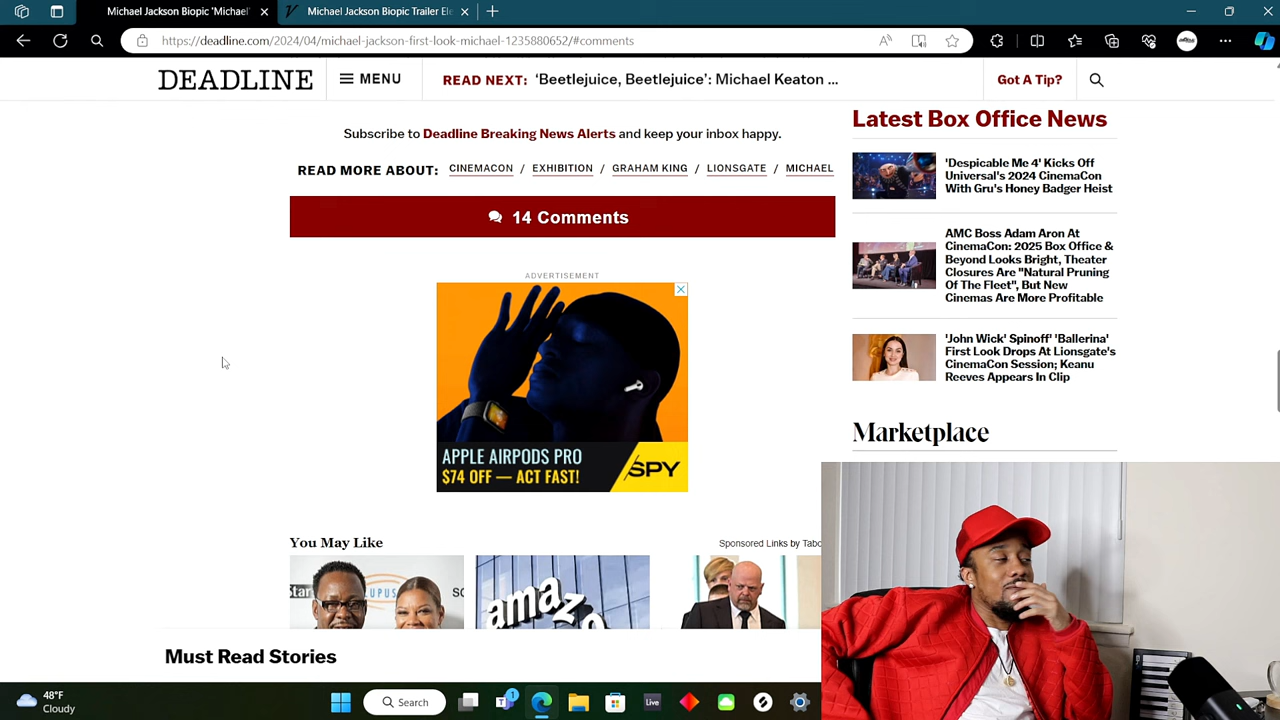 Michael Jackson Biopic 'Michael'
Michael Jackson Biopic Trailer Ele
https://deadline.com/2024/04/michael-jackson-first-look-michael-1235880652/#comments
DEADLINE
MENU
READ NEXT: 'Beetlejuice, Beetlejuice': Michael Keaton ...
Got A Tip?
Subscribe to Deadline Breaking News Alerts and keep your inbox happy.
READ MORE ABOUT: CINEMACON / EXHIBITION / GRAHAM KING / LIONSGATE / MICHAEL
14 Comments
ADVERTISEMENT
APPLE AIRPODS PRO
$74 OFF — ACT FAST!
SPY
You May Like
Sponsored Links by Tabo
LUPUS
amazo
Must Read Stories
Latest Box Office News
'Despicable Me 4' Kicks Off
Universal's 2024 CinemaCon
With Gru's Honey Badger Heist
AMC Boss Adam Aron At
CinemaCon: 2025 Box Office &
Beyond Looks Bright, Theater
Closures Are "Natural Pruning
Of The Fleet", But New
Cinemas Are More Profitable
'John Wick' Spinoff 'Ballerina'
First Look Drops At Lionsgate's
CinemaCon Session; Keanu
Reeves Appears In Clip
Marketplace
48°F
Cloudy
Search
1
Live